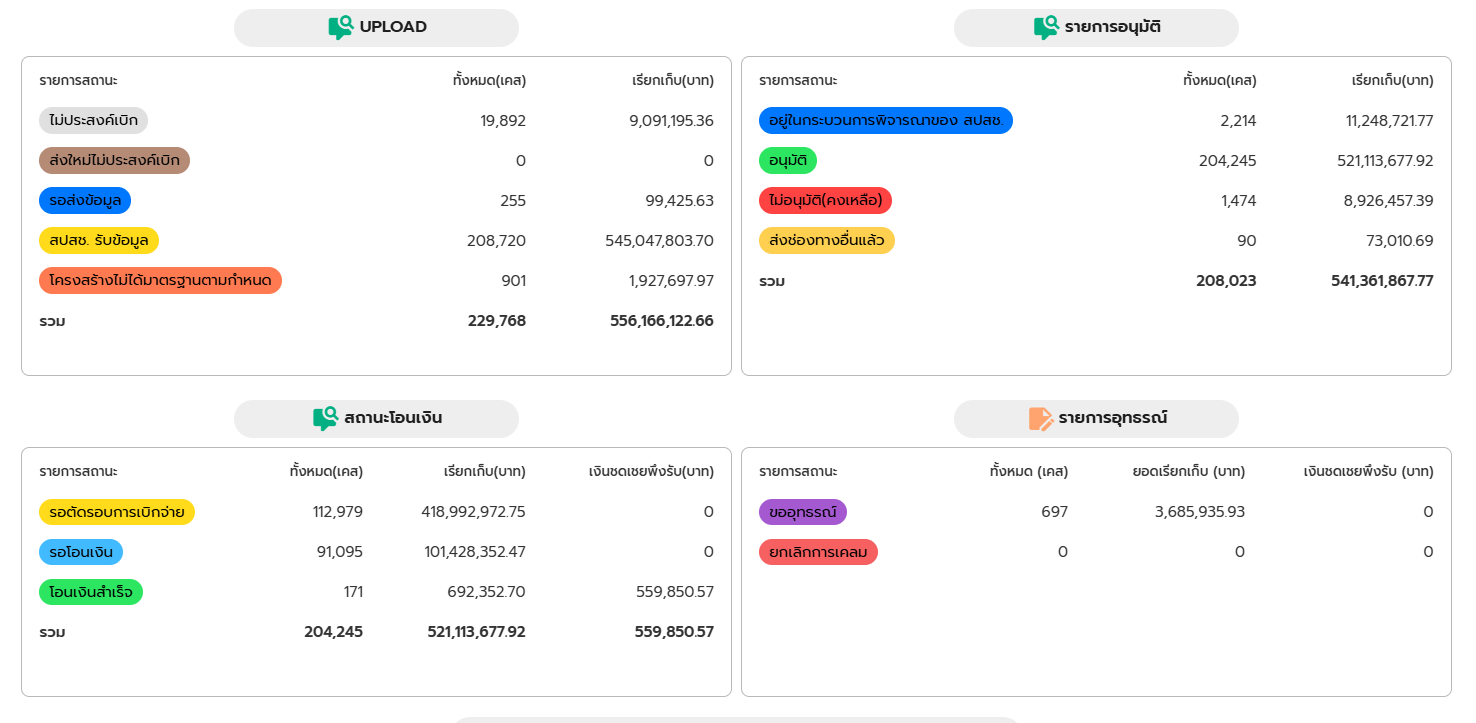 UPLOAD
รายการสถานะ ทั้งหมด(เคส) เรียกเก็บ(บาท)
ไม่ประสงค์เบิก 19,892 9,091,195.36
ส่งใหม่ไม่ประสงค์เบิก 0 0
รอส่งข้อมูล 255 99,425.63
สปสช. รับข้อมูล 208,720 545,047,803.70
โครงสร้างไม่ได้มาตรฐานตามกำหนด 901 1,927,697.97
รวม 229,768 556,166,122.66
รายการอนุมัติ
รายการสถานะ ทั้งหมด(เคส) เรียกเก็บ(บาท)
อยู่ในกระบวนการพิจารณาของ สปสช. 2,214 11,248,721.77
อนุมัติ 204,245 521,113,677.92
ไม่อนุมัติ(คงเหลือ) 1,474 8,926,457.39
ส่งช่องทางอื่นแล้ว 90 73,010.69
รวม 208,023 541,361,867.77
สถานะโอนเงิน
รายการสถานะ ทั้งหมด(เคส) เรียกเก็บ(บาท) เงินชดเชยพึงรับ(บาท)
รอตัดรอบการเบิกจ่าย 112,979 418,992,972.75 0
รอโอนเงิน 91,095 101,428,352.47 0
โอนเงินสำเร็จ 171 692,352.70 559,850.57
รวม 204,245 521,113,677.92 559,850.57
รายการอุทธรณ์
รายการสถานะ ทั้งหมด (เคส) ยอดเรียกเก็บ (บาท) เงินชดเชยพึงรับ (บาท)
ขออุทธรณ์ 697 3,685,935.93 0
ยกเลิกการเคลม 0 0 0